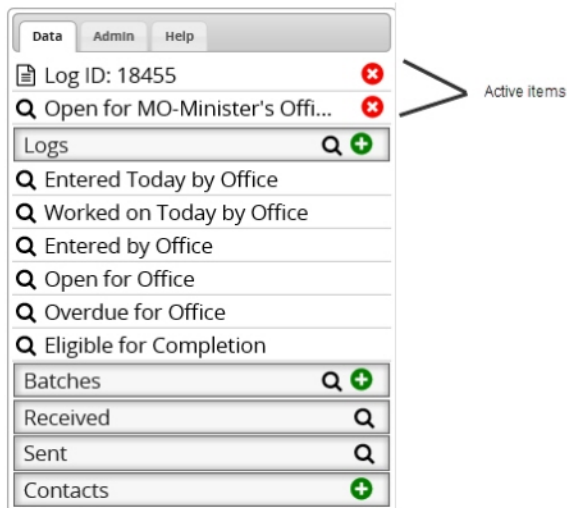 Data Admin Help
Log ID: 18455
Active items
Open for MO-Minister's Offi...
Logs
Entered Today by Office
Worked on Today by Office
Entered by Office
Open for Office
Overdue for Office
Eligible for Completion
Batches
Received
Sent
Contacts